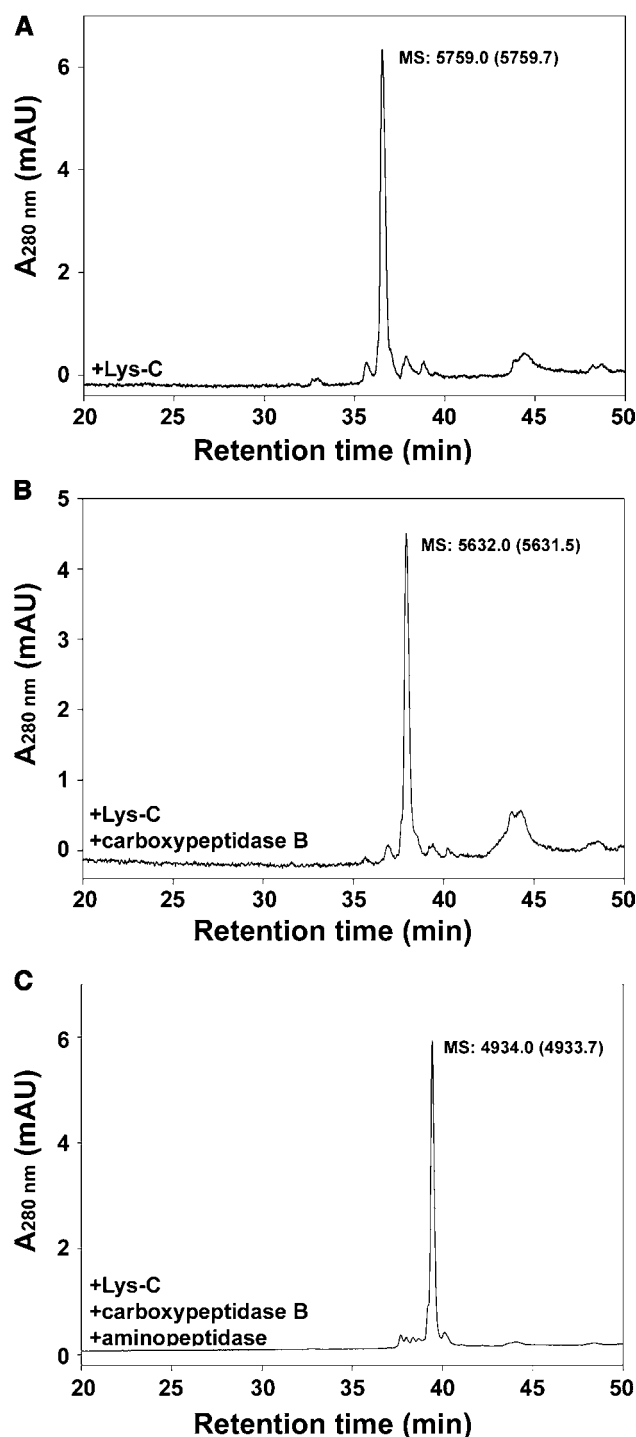 A
MS: 5759.0 (5759.7)
A280 nm (mAU)
6
4
2
0
+Lys-C
20 25 30 35 40 45 50
Retention time (min)
B
MS: 5632.0 (5631.5)
A280 nm (mAU)
5
4
3
2
1
0
+Lys-C
+carboxypeptidase B
20 25 30 35 40 45 50
Retention time (min)
C
MS: 4934.0 (4933.7)
A280 nm (mAU)
6
4
2
0
+Lys-C
+carboxypeptidase B
+aminopeptidase
20 25 30 35 40 45 50
Retention time (min)